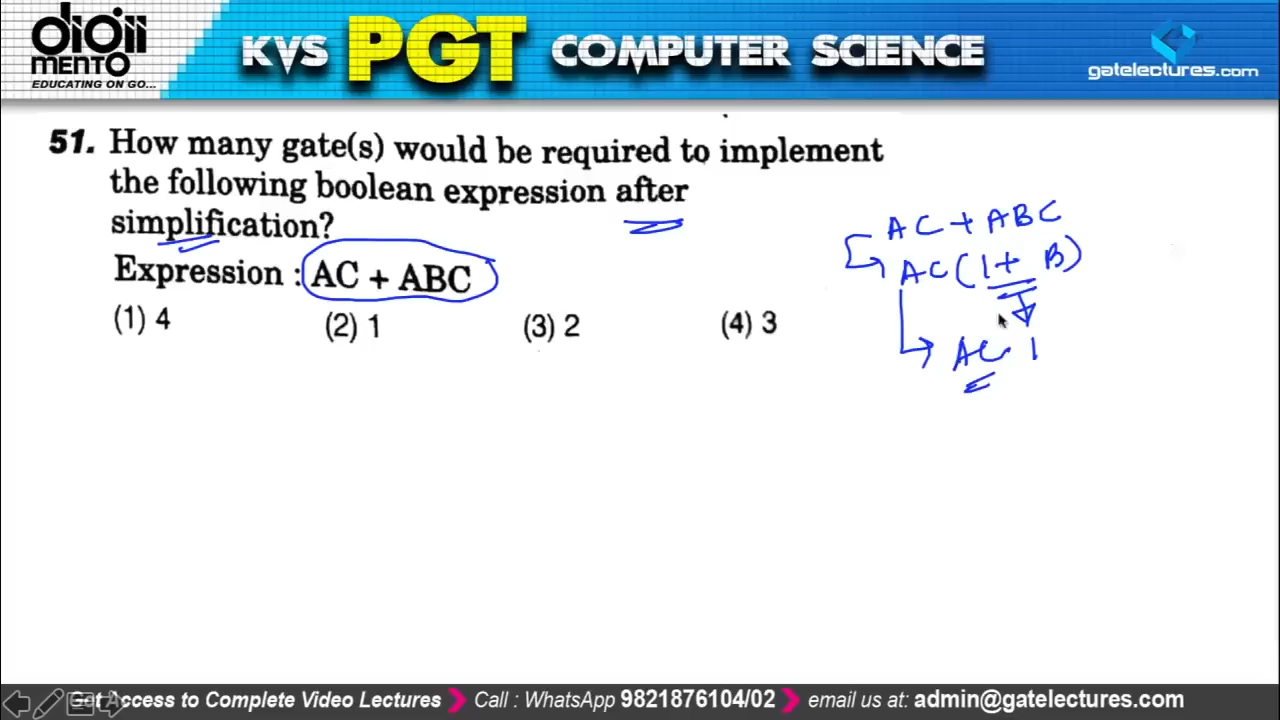 digii
MENTO
EDUCATING ON GO...
KVS PGT COMPUTER SCIENCE
gatelectures.com
51. How many gate(s) would be required to implement
the following boolean expression after
simplification?
Expression : AC + ABC
(1) 4 (2) 1 (3) 2 (4) 3
AC + ABC
AC (1 + B)
AC · 1
Get Access to Complete Video Lectures Call : WhatsApp 9821876104/02 email us at: admin@gatelectures.com